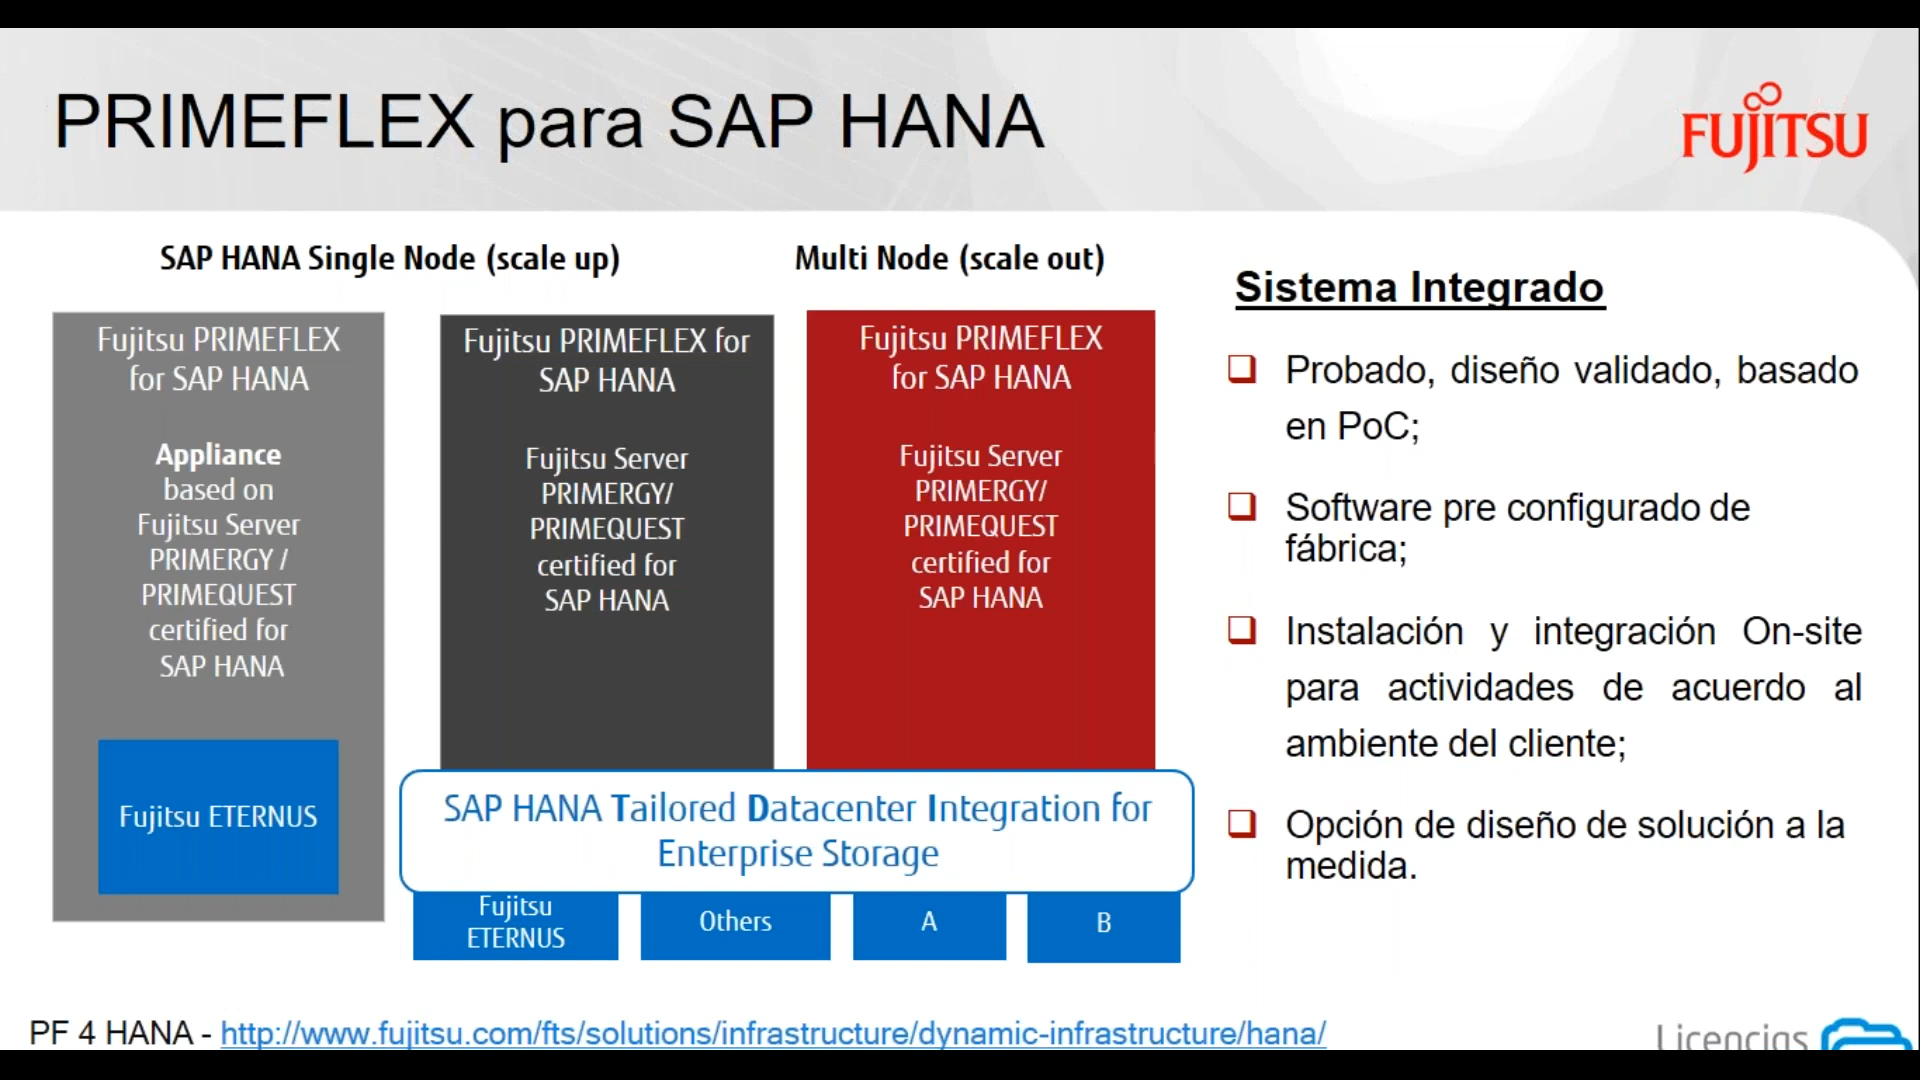 PRIMEFLEX para SAP HANA
FUJITSU
SAP HANA Single Node (scale up)
Multi Node (scale out)
Fujitsu PRIMEFLEX
for SAP HANA
Appliance
based on
Fujitsu Server
PRIMERGY /
PRIMEQUEST
certified for
SAP HANA
Fujitsu ETERNUS
Fujitsu PRIMEFLEX for
SAP HANA
Fujitsu Server
PRIMERGY/
PRIMEQUEST
certified for
SAP HANA
Fujitsu PRIMEFLEX
for SAP HANA
Fujitsu Server
PRIMERGY/
PRIMEQUEST
certified for
SAP HANA
SAP HANA Tailored Datacenter Integration for
Enterprise Storage
Fujitsu
ETERNUS
Others
A
B
Sistema Integrado
Probado, diseño validado, basado
en PoC;
Software pre configurado de
fábrica;
Instalación y integración On-site
para actividades de acuerdo al
ambiente del cliente;
Opción de diseño de solución a la
medida.
PF 4 HANA - http://www.fujitsu.com/fts/solutions/infrastructure/dynamic-infrastructure/hana/
Licencias